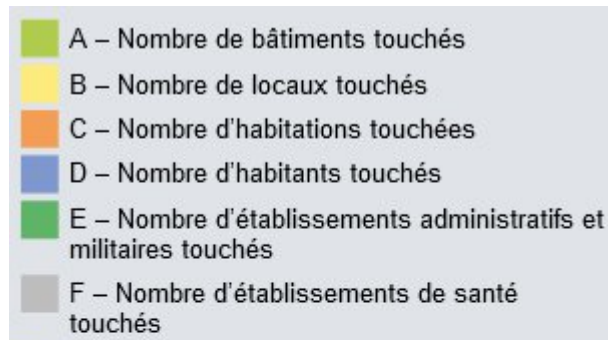 A – Nombre de bâtiments touchés
B – Nombre de locaux touchés
C – Nombre d'habitations touchées
D – Nombre d'habitants touchés
E – Nombre d'établissements administratifs et
militaires touchés
F – Nombre d'établissements de santé
touchés